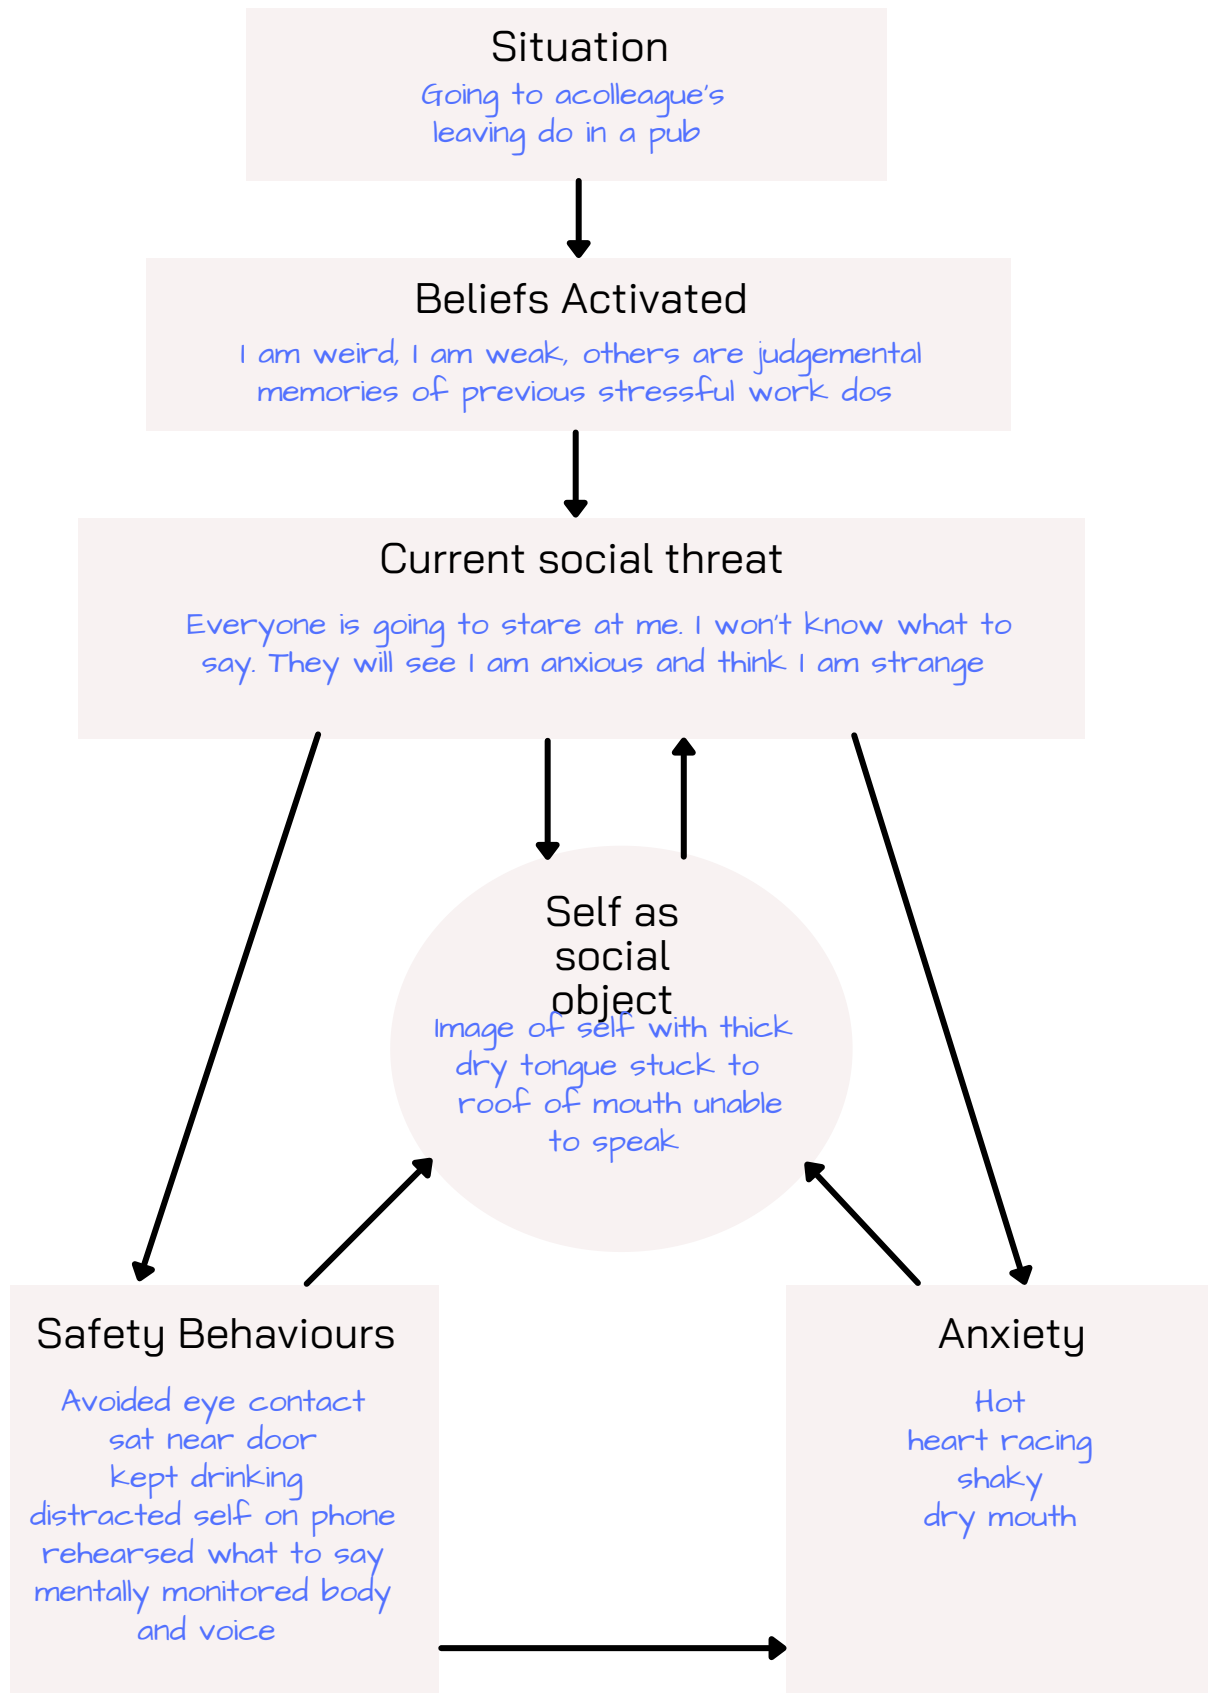 Situation
Going to acolleague's
leaving do in a pub
Beliefs Activated
I am weird, I am weak, others are judgemental
memories of previous stressful work dos
Current social threat
Everyone is going to stare at me. I won't know what to
say. They will see I am anxious and think I am strange
Self as
social
object
Image of self with thick
dry tongue stuck to
roof of mouth unable
to speak
Safety Behaviours
Avoided eye contact
sat near door
kept drinking
distracted self on phone
rehearsed what to say
mentally monitored body
and voice
Anxiety
Hot
heart racing
shaky
dry mouth